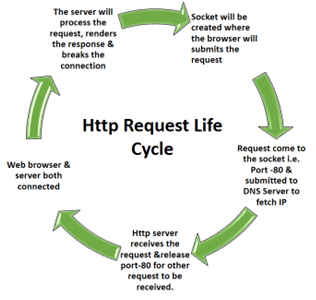 The server will
process the
request, renders
the response &
breaks the
connection
Socket will be
created where
the browser will
submits the
request
Http Request Life
Cycle
Request come to
the socket i.e.
Port -80 &
submitted to
DNS Server to
fetch IP
Http server
receives the
request &release
port-80 for other
request to be
received.
Web browser &
server both
connected